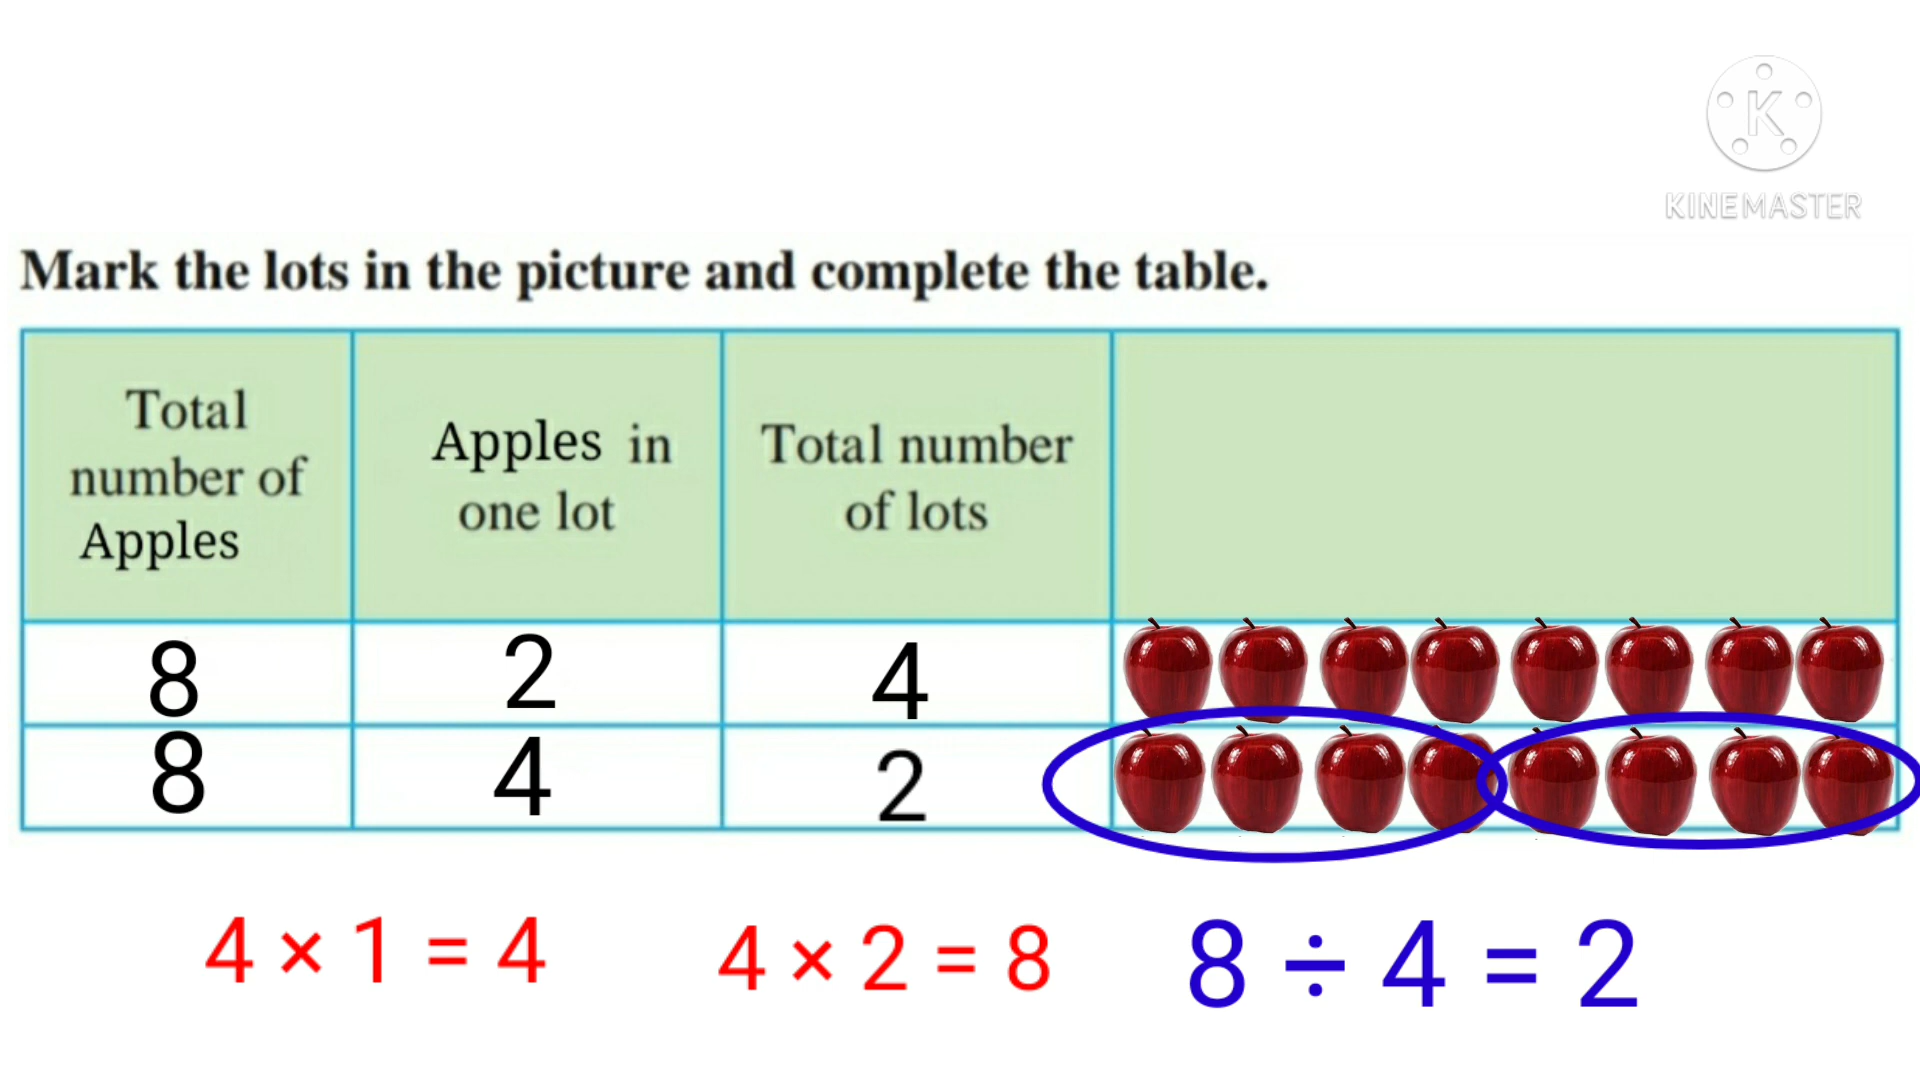 K
KINEMASTER
Mark the lots in the picture and complete the table.
Total
number of
Apples
Apples in
one lot
Total number
of lots
8 2 4
8 4 2
4 × 1 = 4
4 × 2 = 8
8 ÷ 4 = 2